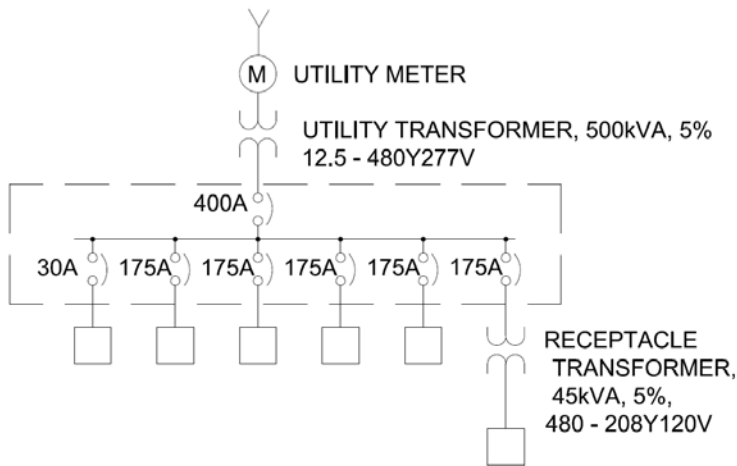 M
UTILITY METER
UTILITY TRANSFORMER, 500kVA, 5%
12.5 - 480Y277V
400A
30A 175A 175A 175A 175A 175A
RECEPTACLE
TRANSFORMER,
45kVA, 5%,
480 - 208Y120V